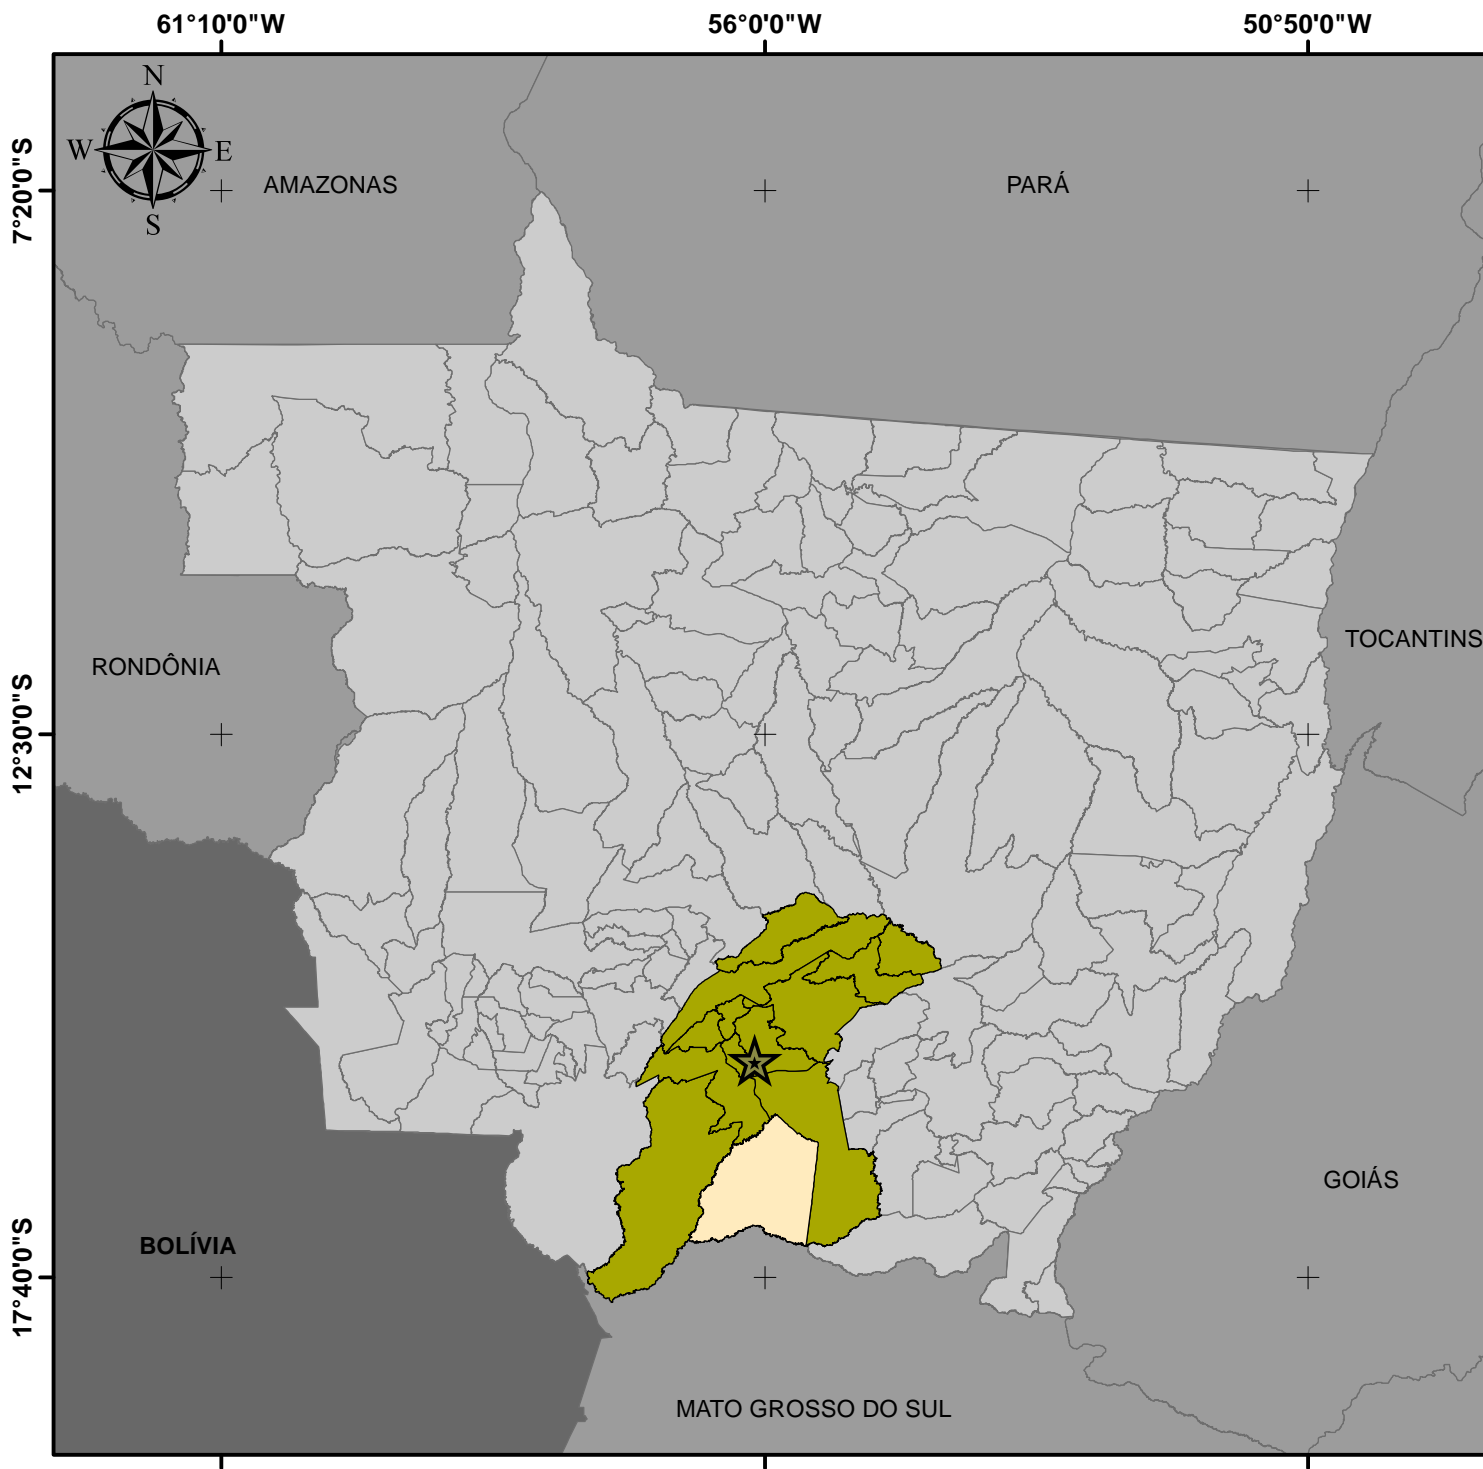 61°10'0"W 56°0'0"W 50°50'0"W
N
W E
S
7°20'0"S
AMAZONAS PARÁ
12°30'0"S
RONDÔNIA TOCANTINS
GOIÁS
17°40'0"S
BOLÍVIA
MATO GROSSO DO SUL